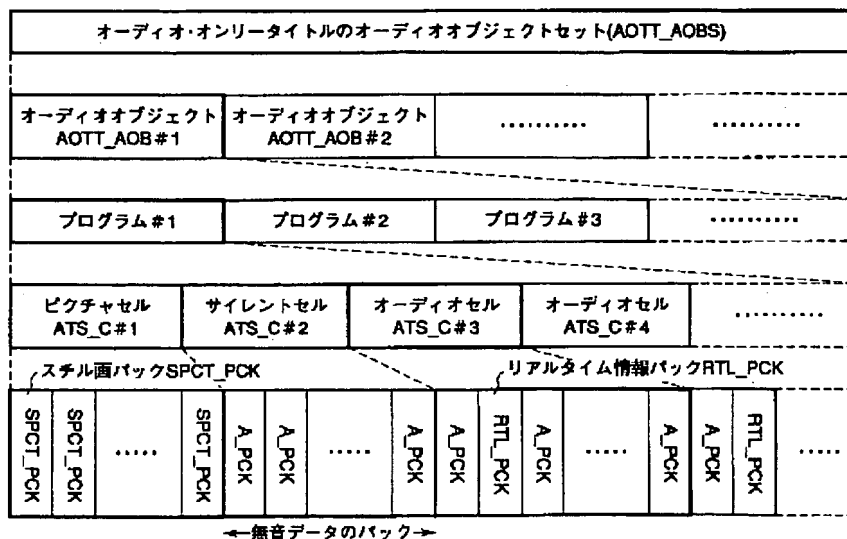 オーディオ・オンリータイトルのオーディオオブジェクトセット(AOTT_AOBS)
オーディオオブジェクト
AOTT_AOB#1
オーディオオブジェクト
AOTT_AOB#2
··········
··········
プログラム#1
プログラム#2
プログラム#3
··········
ピクチャセル
ATS_C#1
サイレントセル
ATS_C#2
オーディオセル
ATS_C#3
オーディオセル
ATS_C#4
··········
スチル画パックSPCT_PCK
リアルタイム情報パックRTL_PCK
SPCT_PCK
SPCT_PCK
·····
SPCT_PCK
A_PCK
A_PCK
·····
A_PCK
A_PCK
RTL_PCK
A_PCK
·····
A_PCK
A_PCK
RTL_PCK
·····
無音データのパック